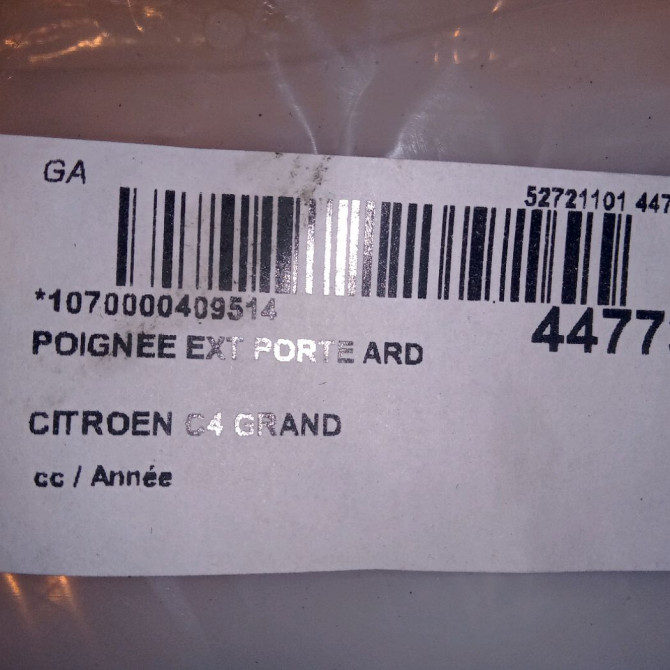 GA
52721101 447
*1070000409514
4477
POIGNEE EXT PORTE ARD
CITROEN C4 GRAND
cc / Année